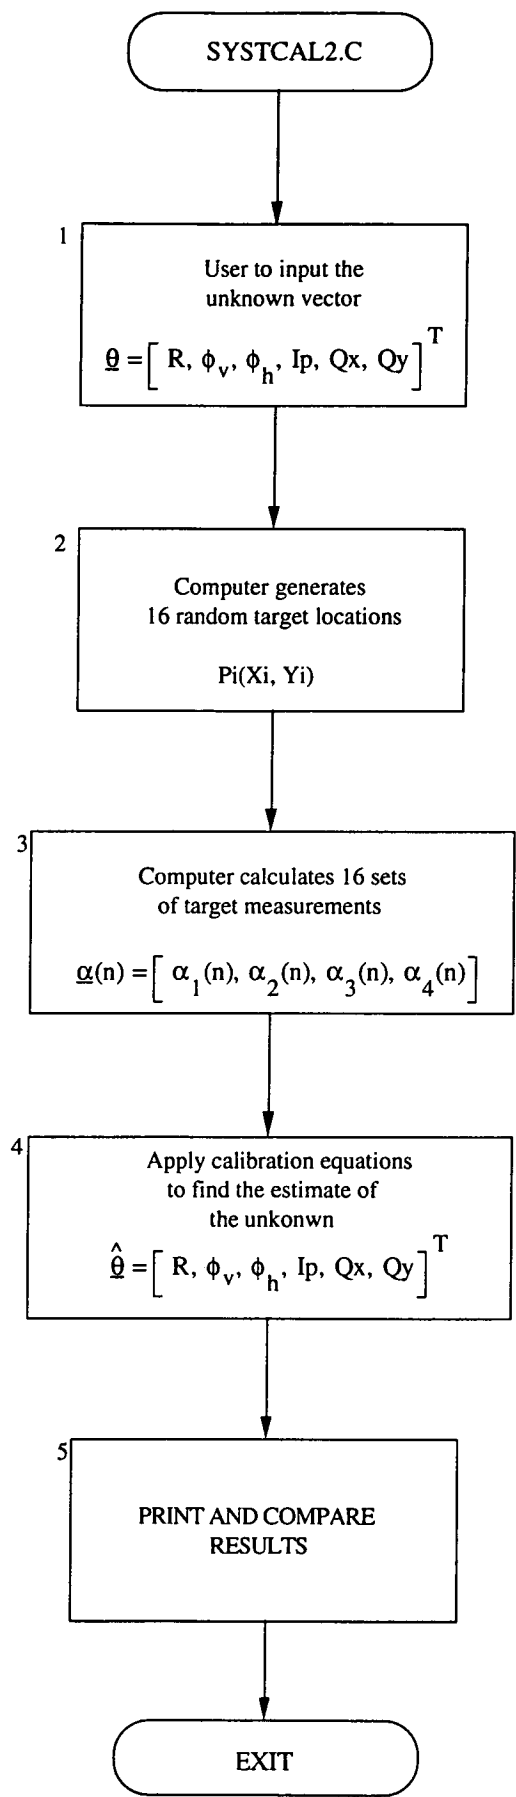 SYSTCAL2.C
1
User to input the
unknown vector
θ = [ R, ϕv, ϕh, Ip, Qx, Qy ]^T
2
Computer generates
16 random target locations
Pi(Xi, Yi)
3
Computer calculates 16 sets
of target measurements
α(n) = [ α1(n), α2(n), α3(n), α4(n) ]
4
Apply calibration equations
to find the estimate of
the unkonwn
θ̂ = [ R, ϕv, ϕh, Ip, Qx, Qy ]^T
5
PRINT AND COMPARE
RESULTS
EXIT